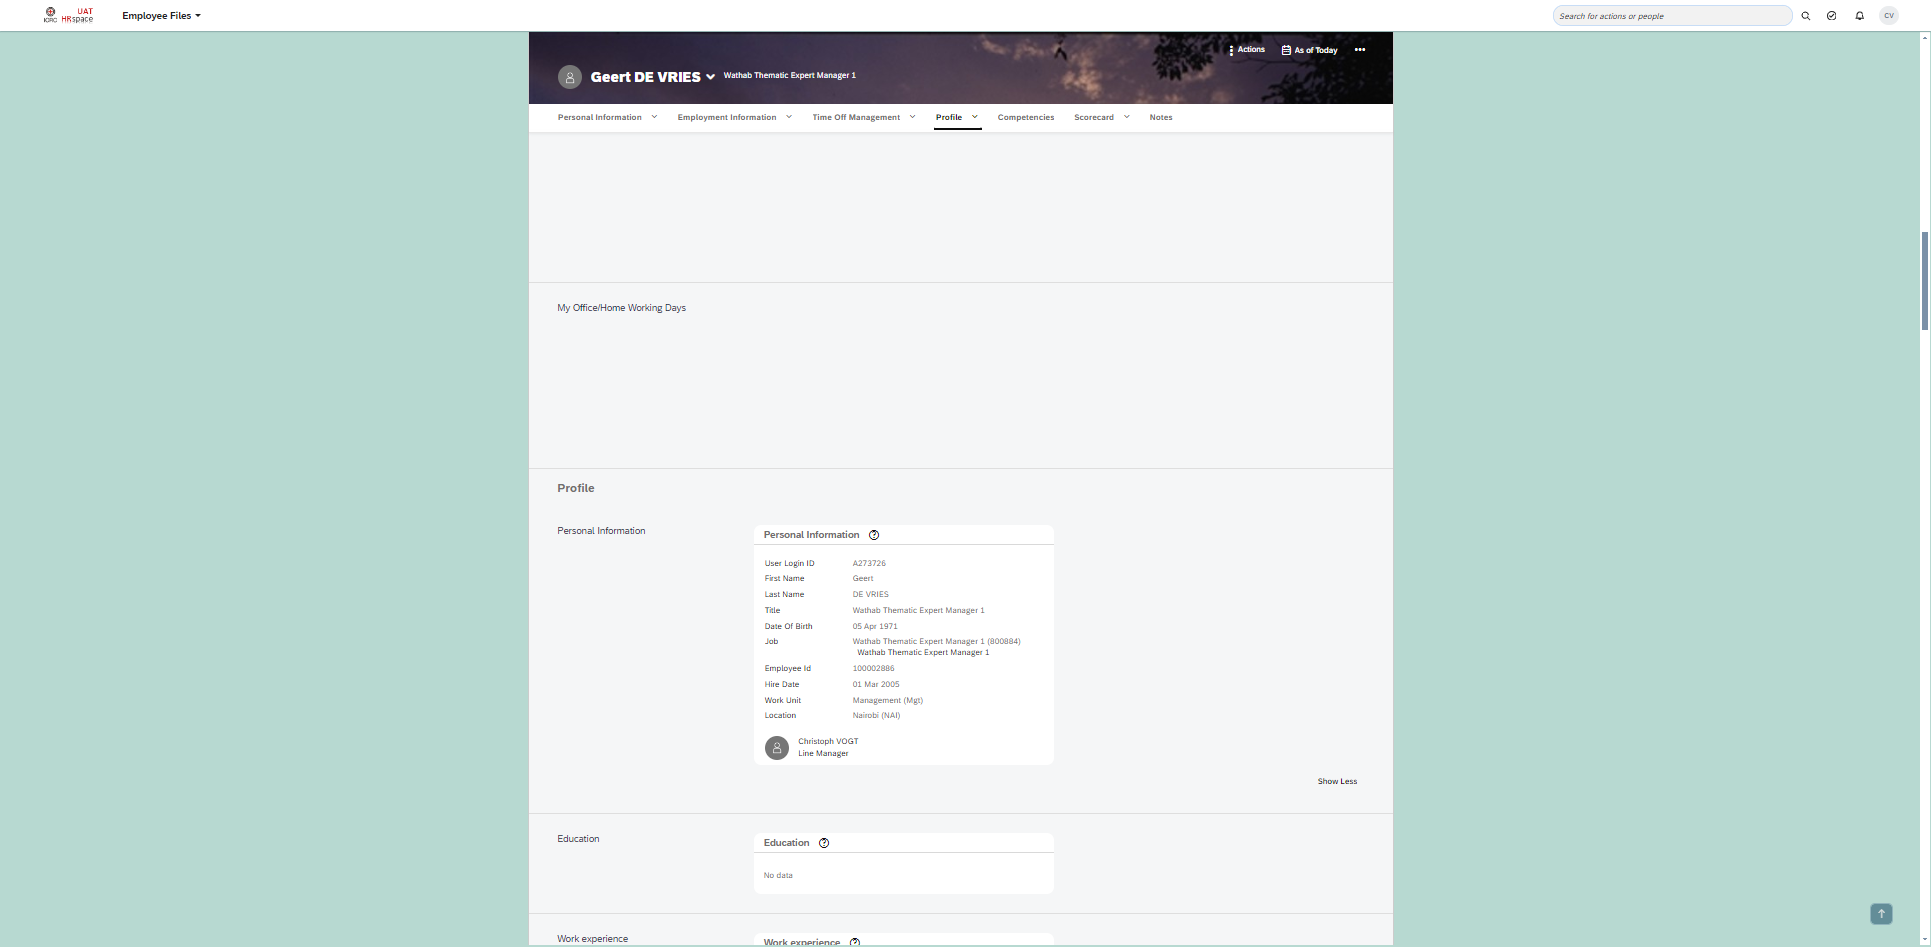 ICRC UAT HRspace Employee Files Search for actions or people CV
Actions As of Today
Geert DE VRIES Wathab Thematic Expert Manager 1
Personal Information Employment Information Time Off Management Profile Competencies Scorecard Notes
My Office/Home Working Days
Profile
Personal Information
Personal Information ?
User Login ID A273726
First Name Geert
Last Name DE VRIES
Title Wathab Thematic Expert Manager 1
Date Of Birth 05 Apr 1971
Job Wathab Thematic Expert Manager 1 (800884)
Wathab Thematic Expert Manager 1
Employee Id 100002886
Hire Date 01 Mar 2005
Work Unit Management (Mgt)
Location Nairobi (NAI)
Christoph VOGT
Line Manager
Show Less
Education
Education ?
No data
Work experience
Work experience ?